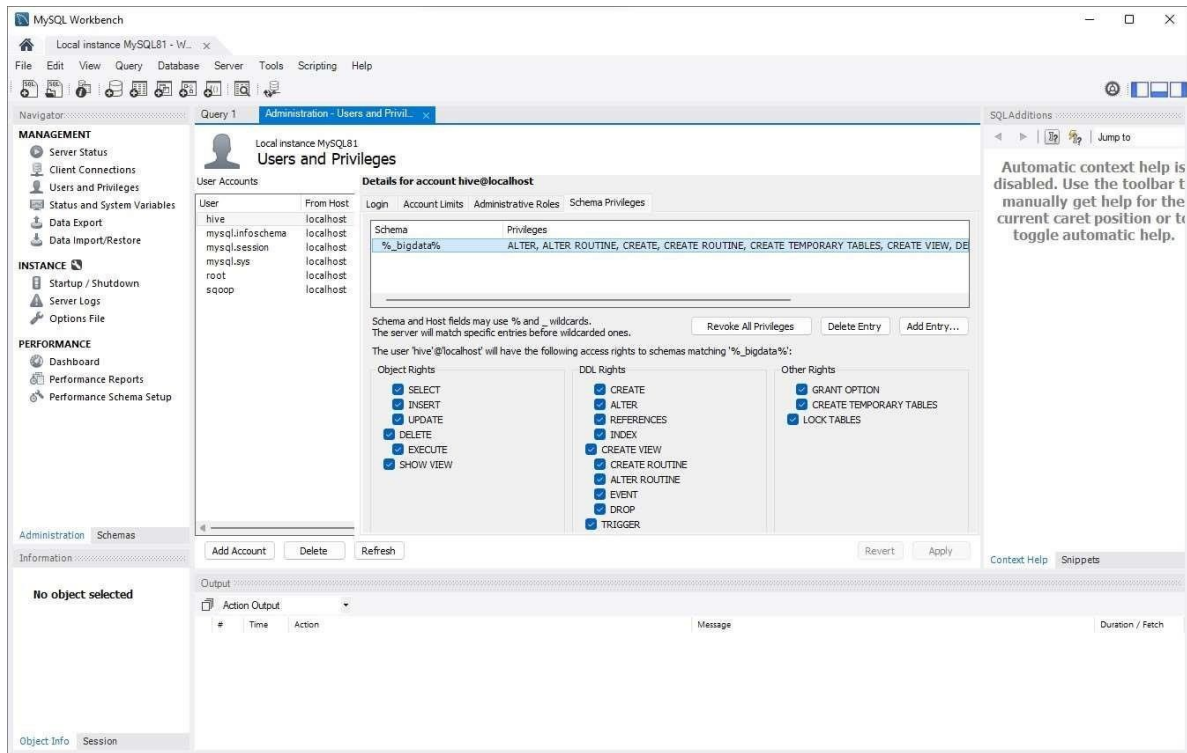 MySQL Workbench
Local instance MySQL81 - W...
File Edit View Query Database Server Tools Scripting Help
Navigator
MANAGEMENT
Server Status
Client Connections
Users and Privileges
Status and System Variables
Data Export
Data Import/Restore
INSTANCE
Startup / Shutdown
Server Logs
Options File
PERFORMANCE
Dashboard
Performance Reports
Performance Schema Setup
Administration Schemas
Information
No object selected
Object Info Session
Query 1 Administration - Users and Privil...
Local instance MySQL81
Users and Privileges
User Accounts
User From Host
hive localhost
mysql.infoschema localhost
mysql.session localhost
mysql.sys localhost
root localhost
sqoop localhost
Details for account hive@localhost
Login Account Limits Administrative Roles Schema Privileges
Schema Privileges
%_bigdata% ALTER, ALTER ROUTINE, CREATE, CREATE ROUTINE, CREATE TEMPORARY TABLES, CREATE VIEW, DE
Schema and Host fields may use % and _ wildcards.
The server will match specific entries before wildcarded ones.
Revoke All Privileges Delete Entry Add Entry...
The user 'hive'@'localhost' will have the following access rights to schemas matching '%_bigdata%':
Object Rights
SELECT
INSERT
UPDATE
DELETE
EXECUTE
SHOW VIEW
DDL Rights
CREATE
ALTER
REFERENCES
INDEX
CREATE VIEW
CREATE ROUTINE
ALTER ROUTINE
EVENT
DROP
TRIGGER
Other Rights
GRANT OPTION
CREATE TEMPORARY TABLES
LOCK TABLES
Add Account Delete Refresh Revert Apply
Output
Action Output
# Time Action Message Duration / Fetch
SQLAdditions
Jump to
Automatic context help is
disabled. Use the toolbar t
manually get help for the
current caret position or to
toggle automatic help.
Context Help Snippets